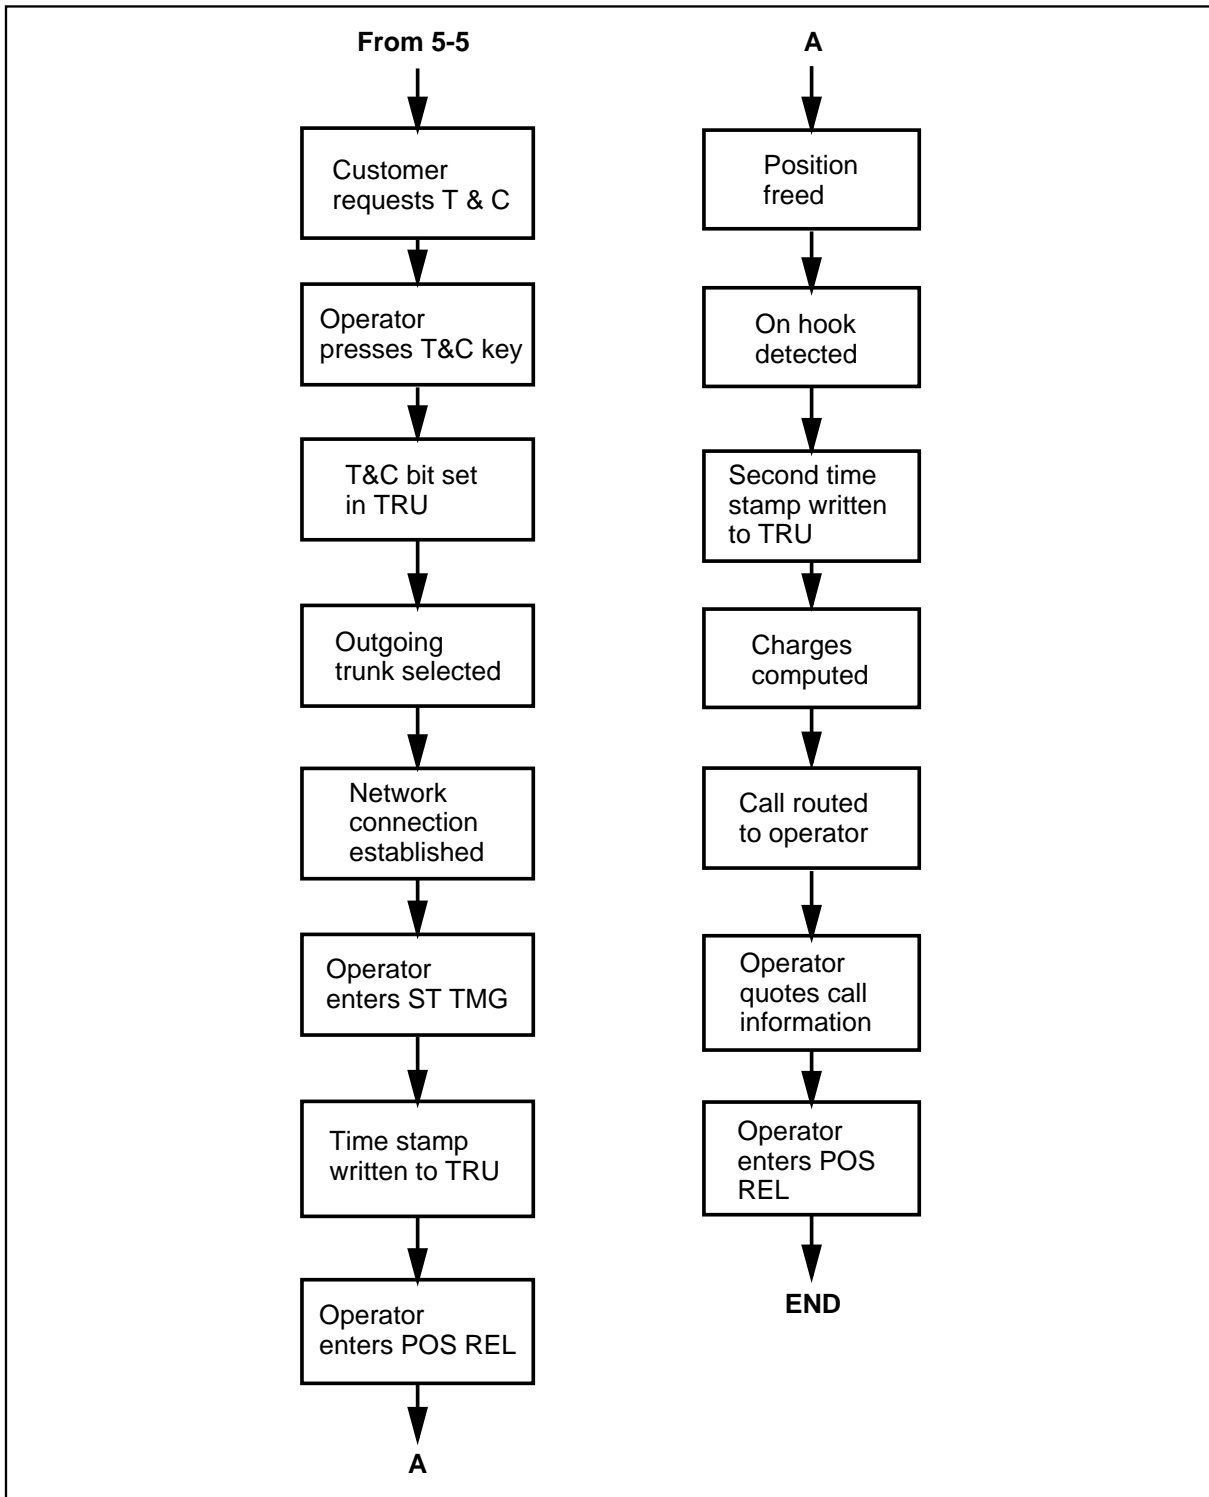 From 5-5
Customer
requests T & C
Operator
presses T&C key
T&C bit set
in TRU
Outgoing
trunk selected
Network
connection
established
Operator
enters ST TMG
Time stamp
written to TRU
Operator
enters POS REL
A
A
Position
freed
On hook
detected
Second time
stamp written
to TRU
Charges
computed
Call routed
to operator
Operator
quotes call
information
Operator
enters POS
REL
END